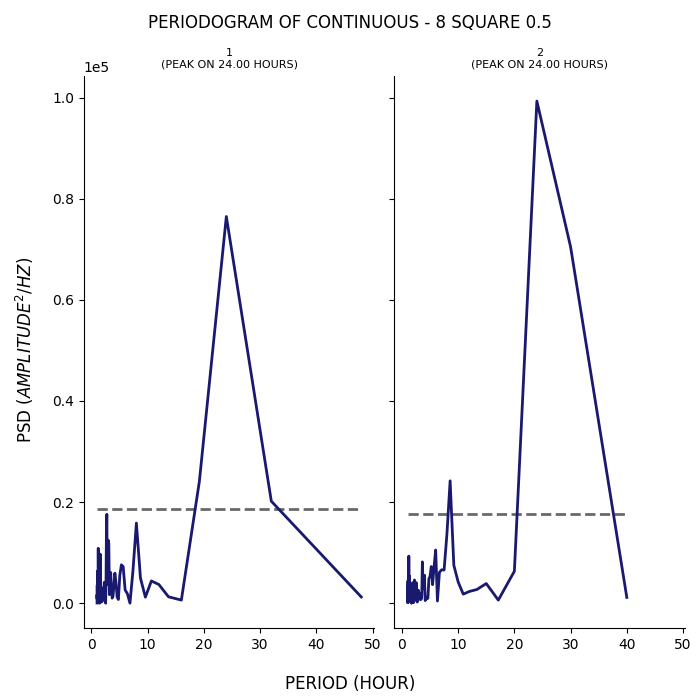 PERIODOGRAM OF CONTINUOUS - 8 SQUARE 0.5
1
(PEAK ON 24.00 HOURS)
2
(PEAK ON 24.00 HOURS)
1e5
1.0
0.8
0.6
0.4
0.2
0.0
PSD (AMPLITUDE²/HZ)
0 10 20 30 40 50
0 10 20 30 40 50
PERIOD (HOUR)